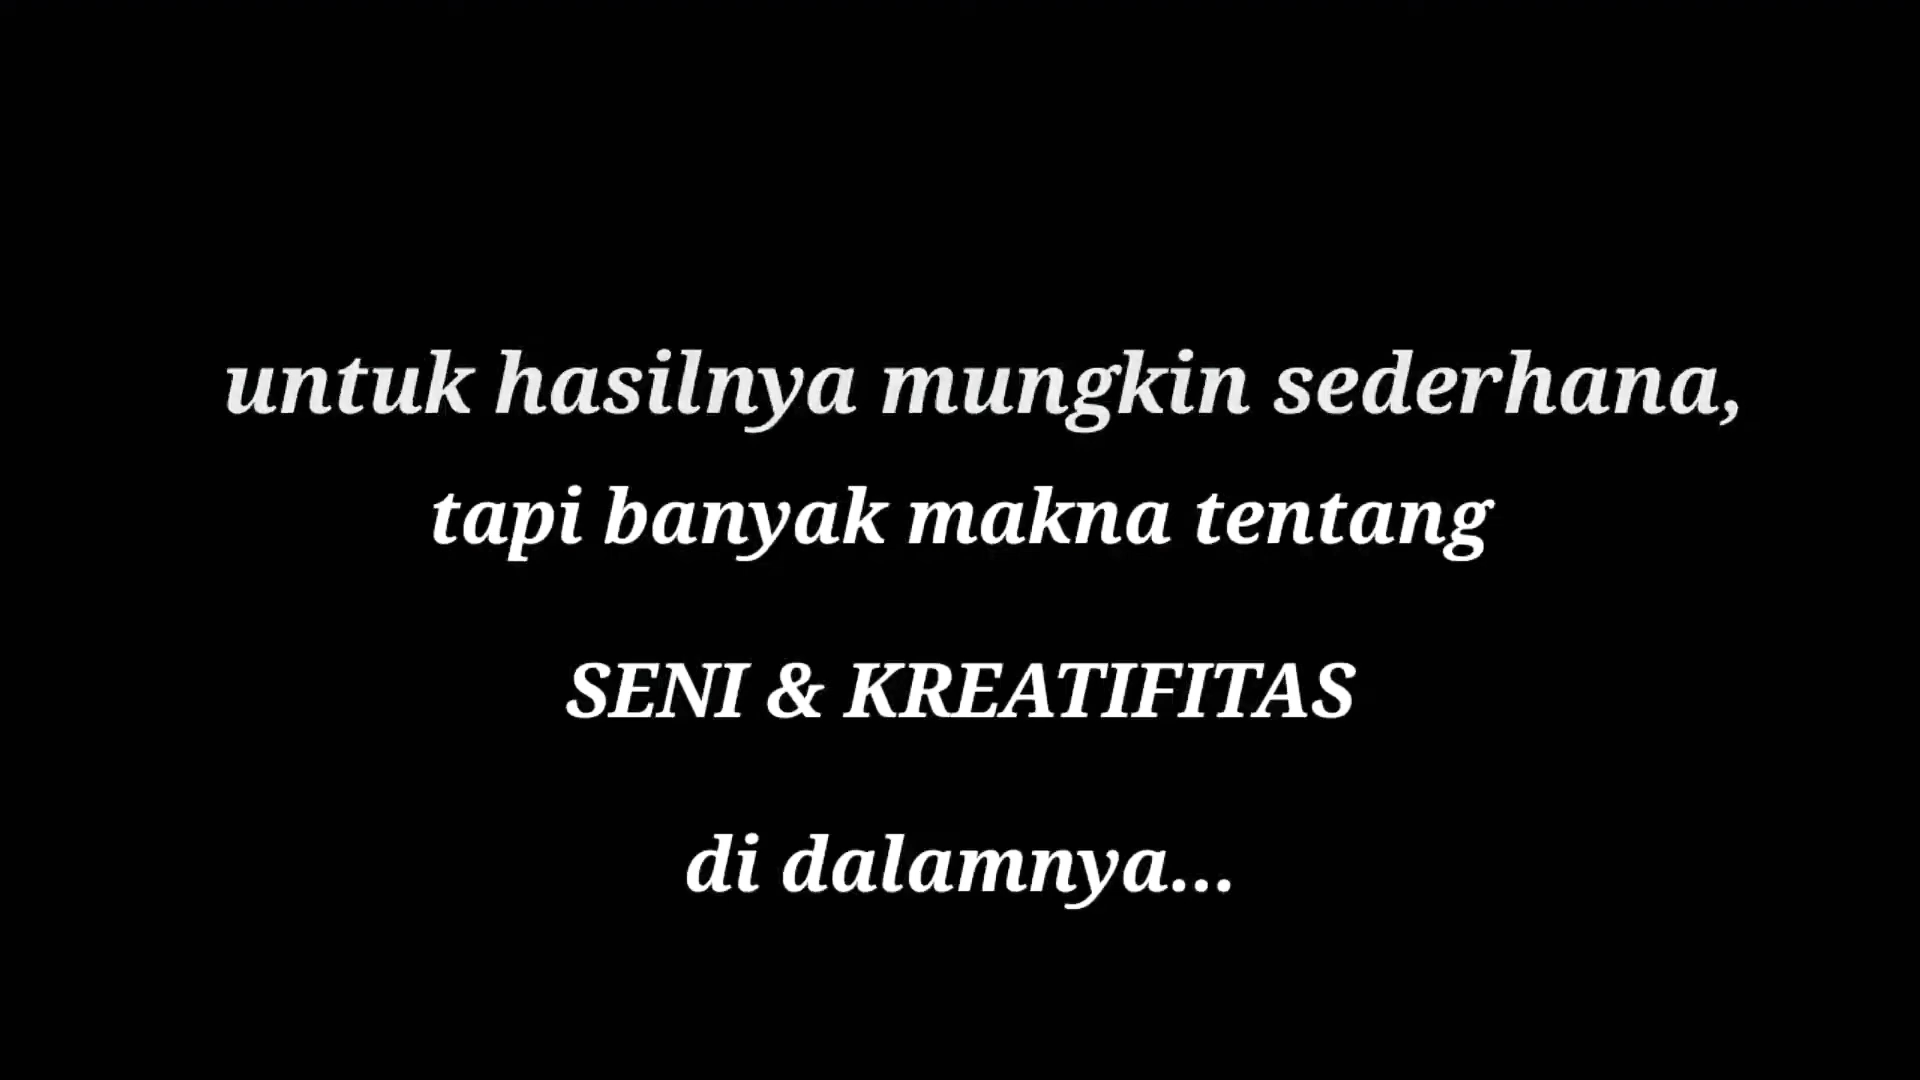 untuk hasilnya mungkin sederhana,
tapi banyak makna tentang
SENI & KREATIFITAS
di dalamnya...